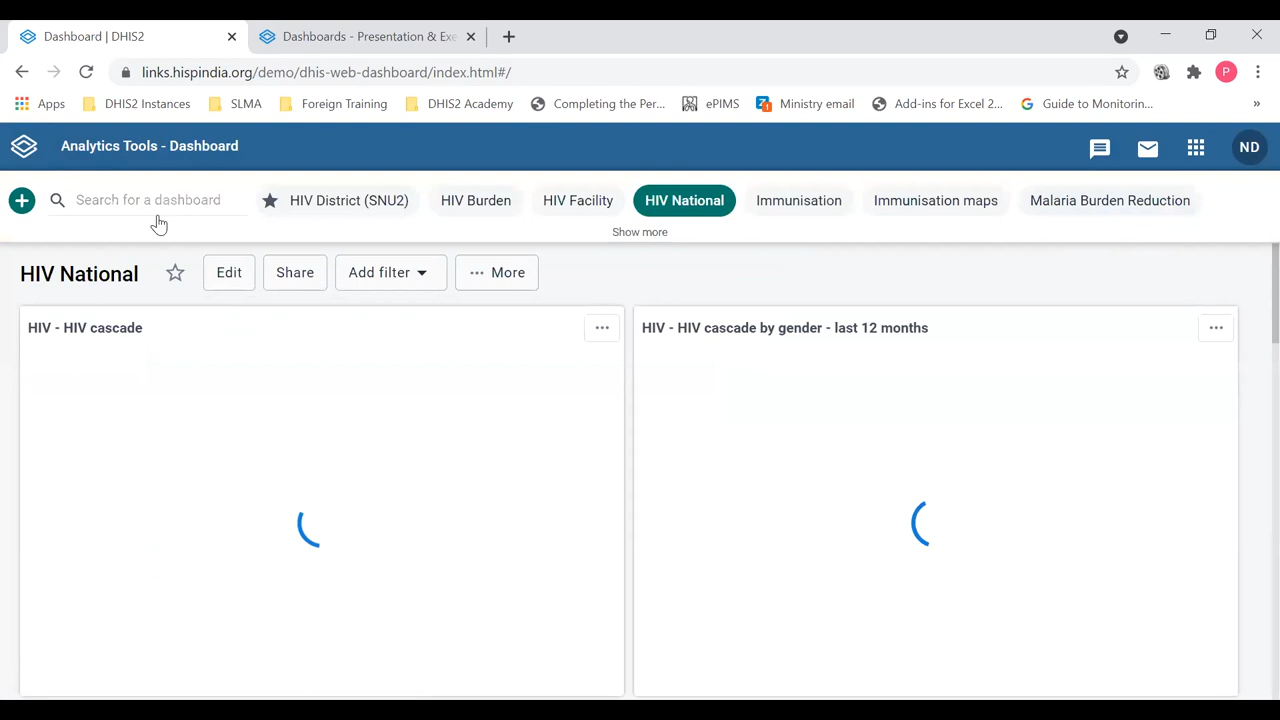 Dashboard | DHIS2
Dashboards - Presentation & Exe
links.hispindia.org/demo/dhis-web-dashboard/index.html#/
P
Apps DHIS2 Instances SLMA Foreign Training DHIS2 Academy Completing the Per... ePIMS Ministry email Add-ins for Excel 2... Guide to Monitorin... »
Analytics Tools - Dashboard
ND
Search for a dashboard HIV District (SNU2) HIV Burden HIV Facility HIV National Immunisation Immunisation maps Malaria Burden Reduction
Show more
HIV National Edit Share Add filter More
HIV - HIV cascade
HIV - HIV cascade by gender - last 12 months